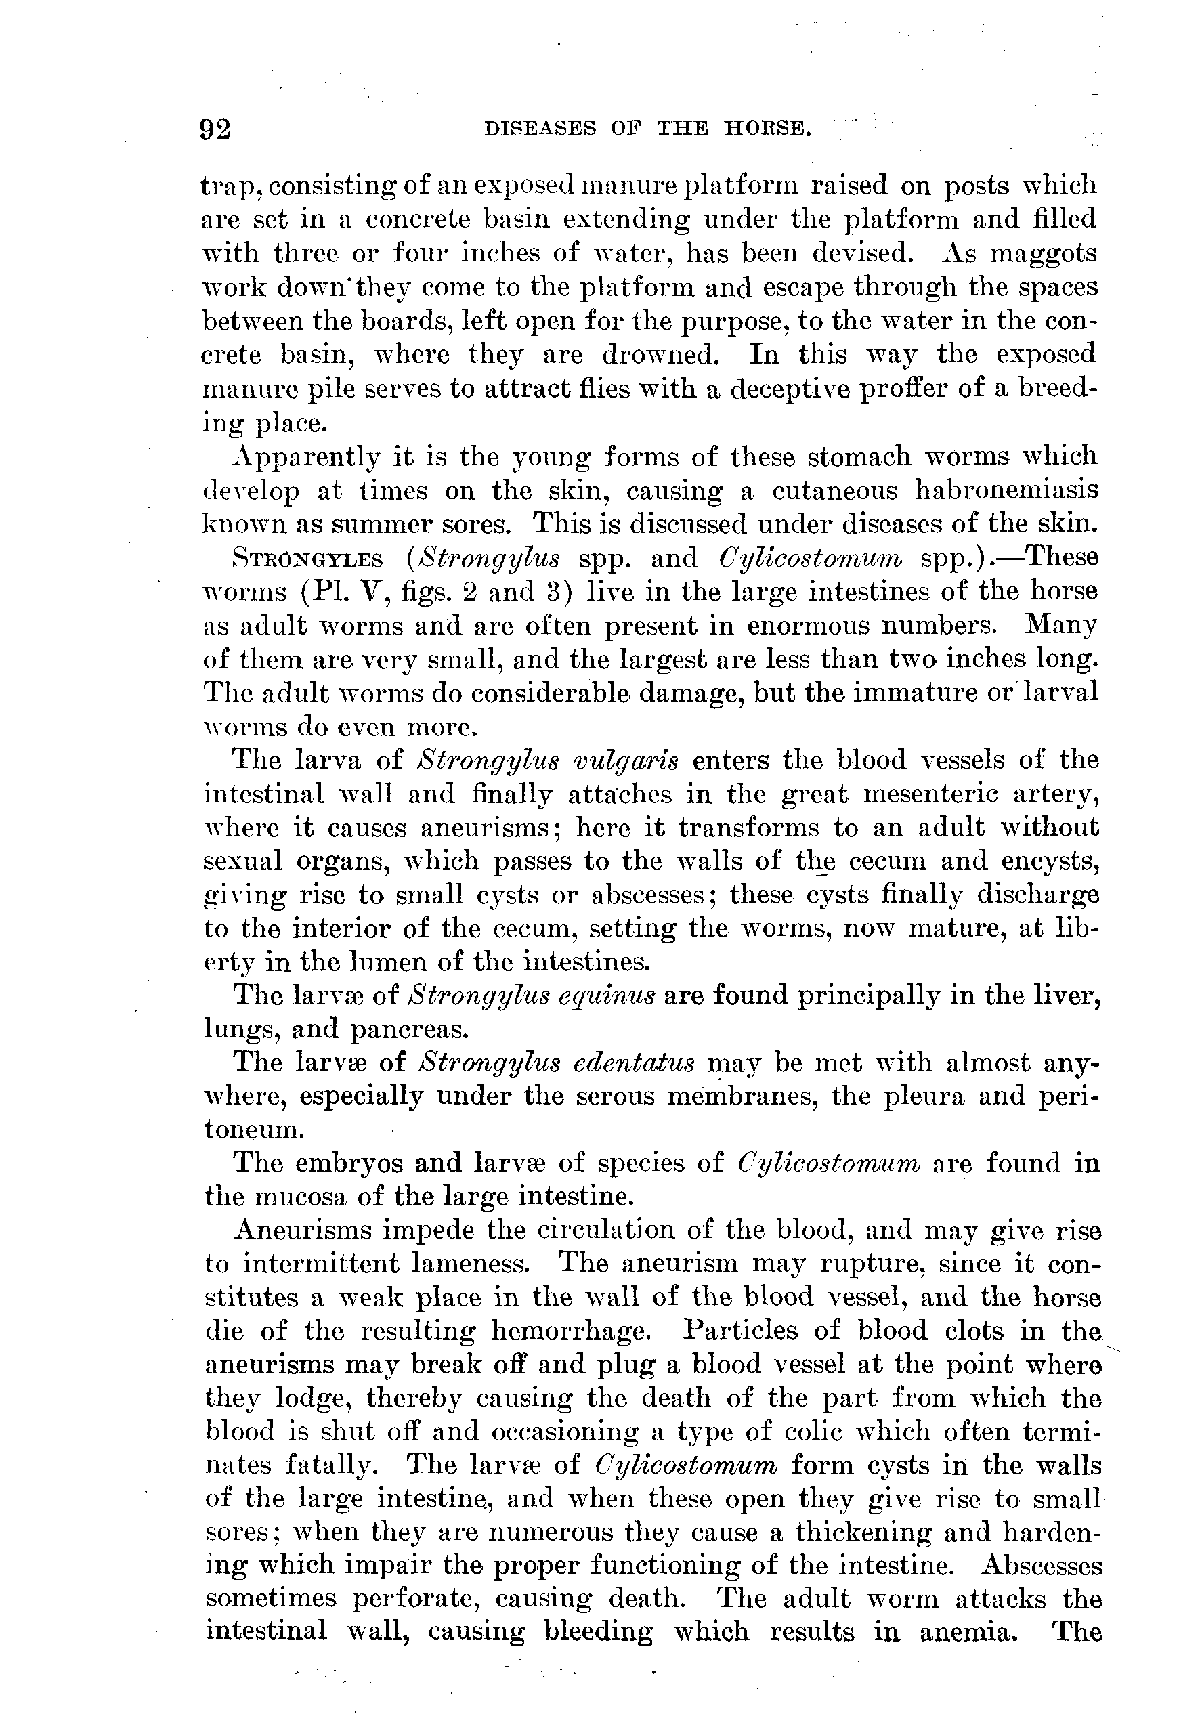 92 DISEASES OF THE HORSE.
trap, consisting of an exposed manure platform raised on posts which
are set in a concrete basin extending under the platform and filled
with three or four inches of water, has been devised. As maggots
work down they come to the platform and escape through the spaces
between the boards, left open for the purpose, to the water in the con-
crete basin, where they are drowned. In this way the exposed
manure pile serves to attract flies with a deceptive proffer of a breed-
ing place.
Apparently it is the young forms of these stomach worms which
develop at times on the skin, causing a cutaneous habronemiasis
known as summer sores. This is discussed under diseases of the skin.
STRONGYLES (Strongylus spp. and Cylicostomum spp.).—These
worms (Pl. V, figs. 2 and 3) live in the large intestines of the horse
as adult worms and are often present in enormous numbers. Many
of them are very small, and the largest are less than two inches long.
The adult worms do considerable damage, but the immature or larval
worms do even more.
The larva of Strongylus vulgaris enters the blood vessels of the
intestinal wall and finally attaches in the great mesenteric artery,
where it causes aneurisms; here it transforms to an adult without
sexual organs, which passes to the walls of the cecum and encysts,
giving rise to small cysts or abscesses; these cysts finally discharge
to the interior of the cecum, setting the worms, now mature, at lib-
erty in the lumen of the intestines.
The larvæ of Strongylus equinus are found principally in the liver,
lungs, and pancreas.
The larvæ of Strongylus edentatus may be met with almost any-
where, especially under the serous membranes, the pleura and peri-
toneum.
The embryos and larvæ of species of Cylicostomum are found in
the mucosa of the large intestine.
Aneurisms impede the circulation of the blood, and may give rise
to intermittent lameness. The aneurism may rupture, since it con-
stitutes a weak place in the wall of the blood vessel, and the horse
die of the resulting hemorrhage. Particles of blood clots in the
aneurisms may break off and plug a blood vessel at the point where
they lodge, thereby causing the death of the part from which the
blood is shut off and occasioning a type of colic which often termi-
nates fatally. The larvæ of Cylicostomum form cysts in the walls
of the large intestine, and when these open they give rise to small
sores; when they are numerous they cause a thickening and harden-
ing which impair the proper functioning of the intestine. Abscesses
sometimes perforate, causing death. The adult worm attacks the
intestinal wall, causing bleeding which results in anemia. The